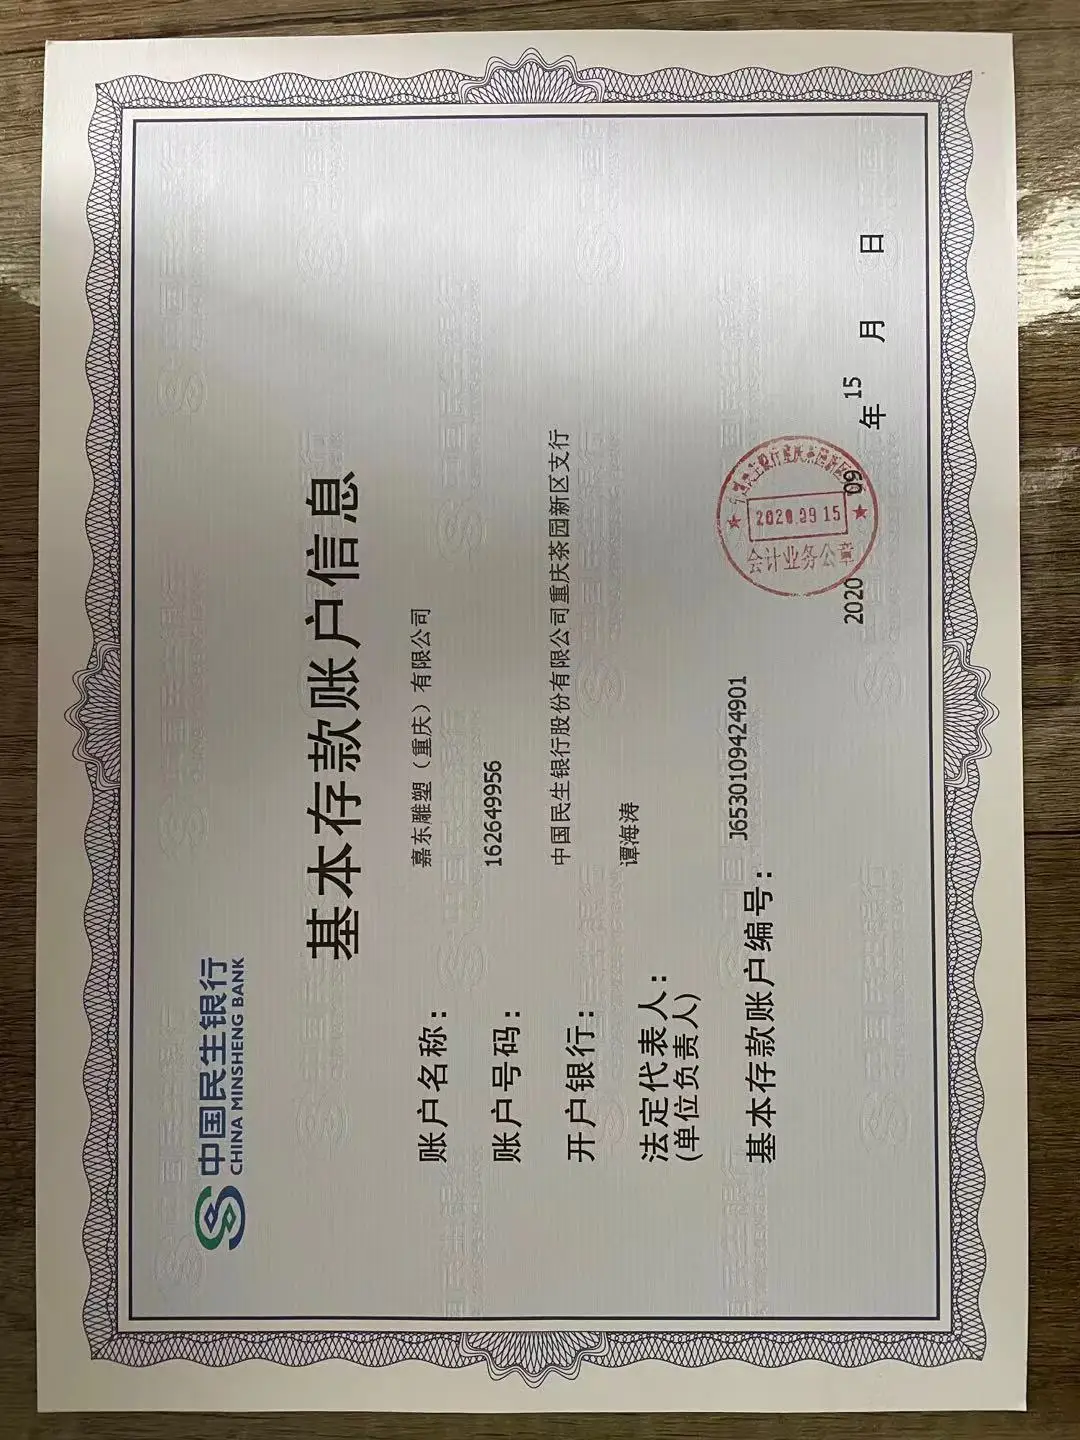 中国民生银行
CHINA MINSHENG BANK
基本存款账户信息
账户名称： 嘉东雕塑（重庆）有限公司
账户号码： 162649956
开户银行： 中国民生银行股份有限公司重庆茶园新区支行
法定代表人： 谭海涛
(单位负责人)
基本存款账户编号： J6530109424901
2020 年 09 月 15 日
2020.09.15
会计业务公章